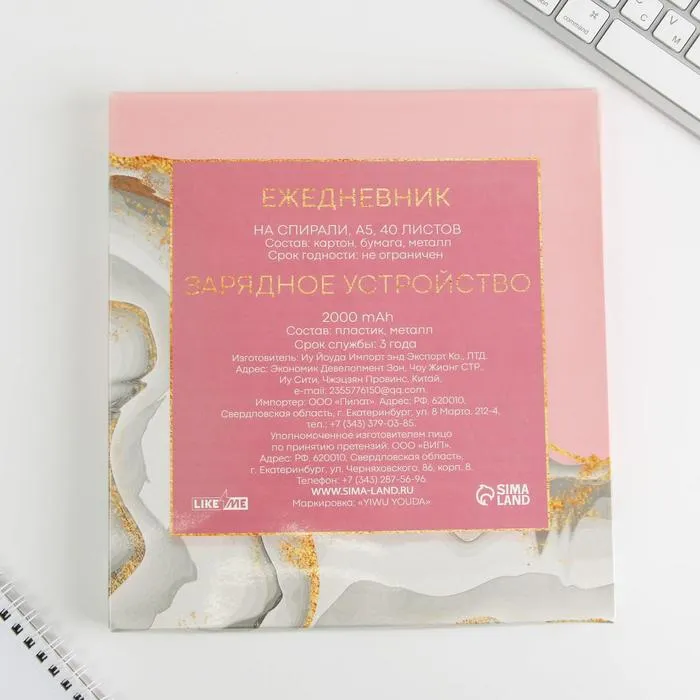 ЕЖЕДНЕВНИК
НА СПИРАЛИ, А5, 40 ЛИСТОВ
Состав: картон, бумага, металл
Срок годности: не ограничен
ЗАРЯДНОЕ УСТРОЙСТВО
2000 mAh
Состав: пластик, металл
Срок службы: 3 года
Изготовитель: Иу Йоуда Импорт энд Экспорт Ко., ЛТД.
Адрес: Экономик Девелопмент Зон, Чоу Жианг СТР.,
Иу Сити, Чжэцзян Провинс, Китай.
e-mail: 2355776150@qq.com.
Импортер: ООО «Пилат». Адрес: РФ, 620010,
Свердловская область, г. Екатеринбург, ул. 8 Марта, 212-4,
тел.: +7 (343) 379-03-85.
Уполномоченное изготовителем лицо
по принятию претензий: ООО «ВИП».
Адрес: РФ, 620010, Свердловская область,
г. Екатеринбург, ул. Черняховского, 86, корп. 8.
Телефон: +7 (343) 287-56-96.
WWW.SIMA-LAND.RU
Маркировка: «YIWU YOUDA»
LIKE ME
SIMA
LAND
command
C
V
M